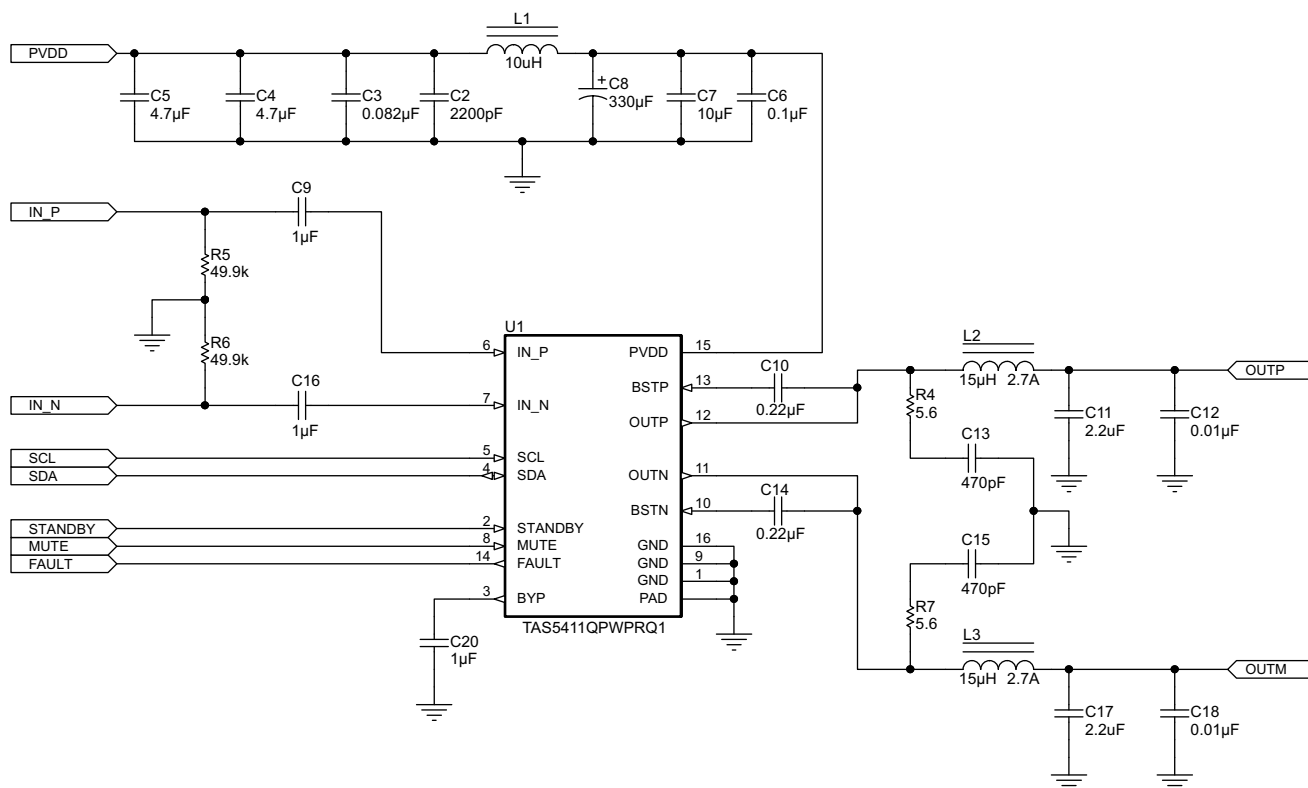 L1
10uH
PVDD
C5
4.7µF
C4
4.7µF
C3
0.082µF
C2
2200pF
+
C8
330µF
C7
10µF
C6
0.1µF
C9
1µF
IN_P
R5
49.9k
R6
49.9k
C16
1µF
IN_N
SCL
SDA
STANDBY
MUTE
FAULT
C20
1µF
U1
6 IN_P PVDD 15
BSTP 13
7 IN_N
OUTP 12
5 SCL
4 SDA OUTN 11
BSTN 10
2 STANDBY
8 MUTE GND 16
14 FAULT GND 9
GND 1
3 BYP PAD
TAS5411QPWPRQ1
C10
0.22µF
C14
0.22µF
L2
15µH 2.7A
R4
5.6
C13
470pF
C11
2.2uF
C12
0.01µF
OUTP
C15
470pF
R7
5.6
L3
15µH 2.7A
OUTM
C17
2.2uF
C18
0.01µF